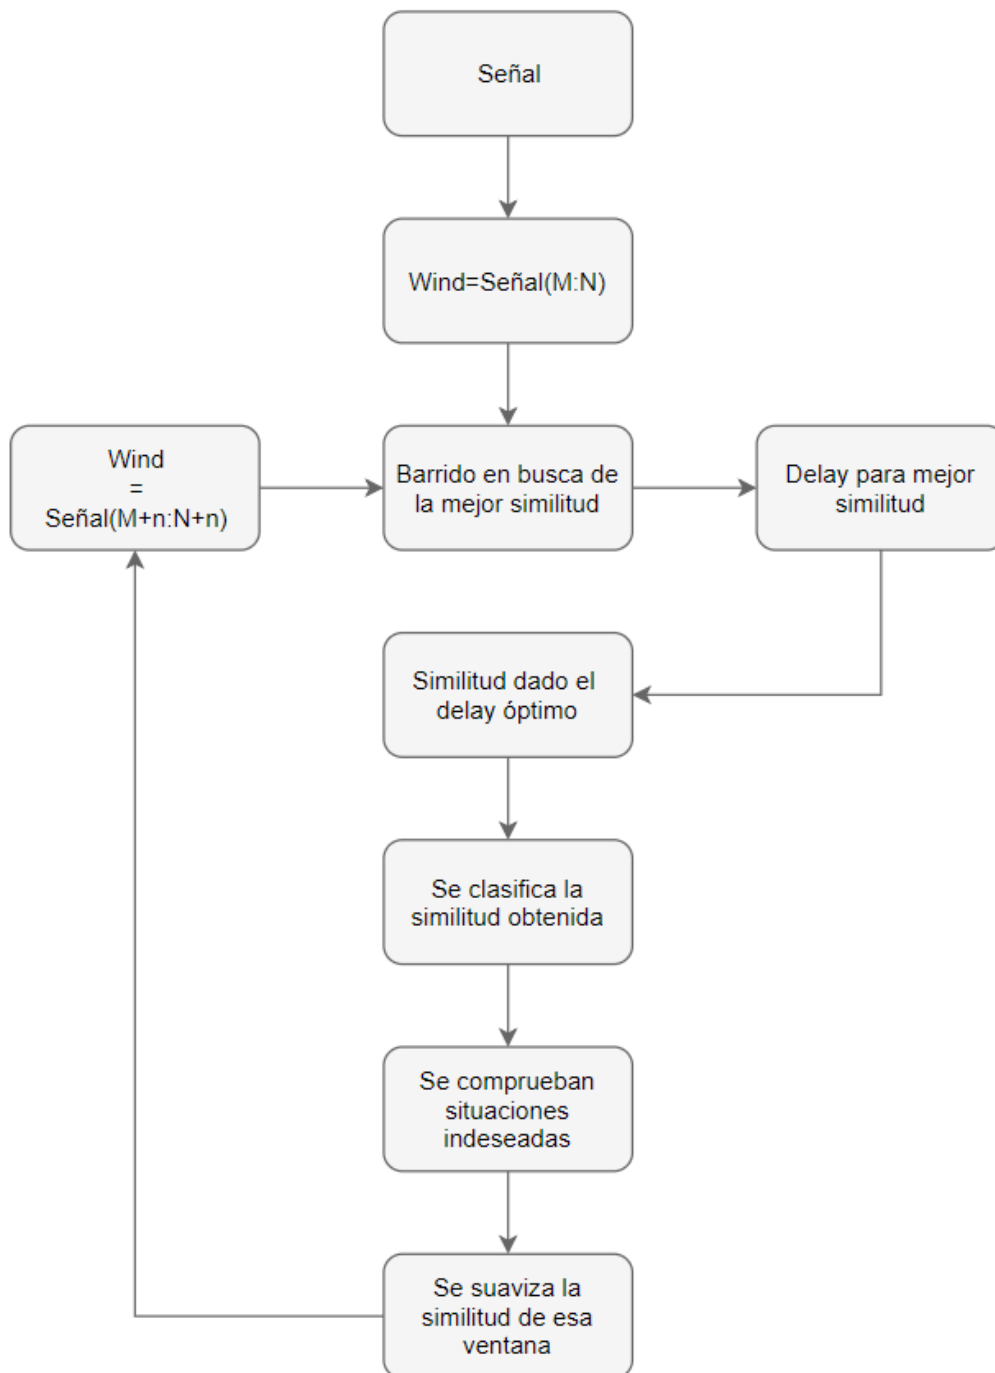 Señal
Wind=Señal(M:N)
Wind
=
Señal(M+n:N+n)
Barrido en busca de
la mejor similitud
Delay para mejor
similitud
Similitud dado el
delay óptimo
Se clasifica la
similitud obtenida
Se comprueban
situaciones
indeseadas
Se suaviza la
similitud de esa
ventana